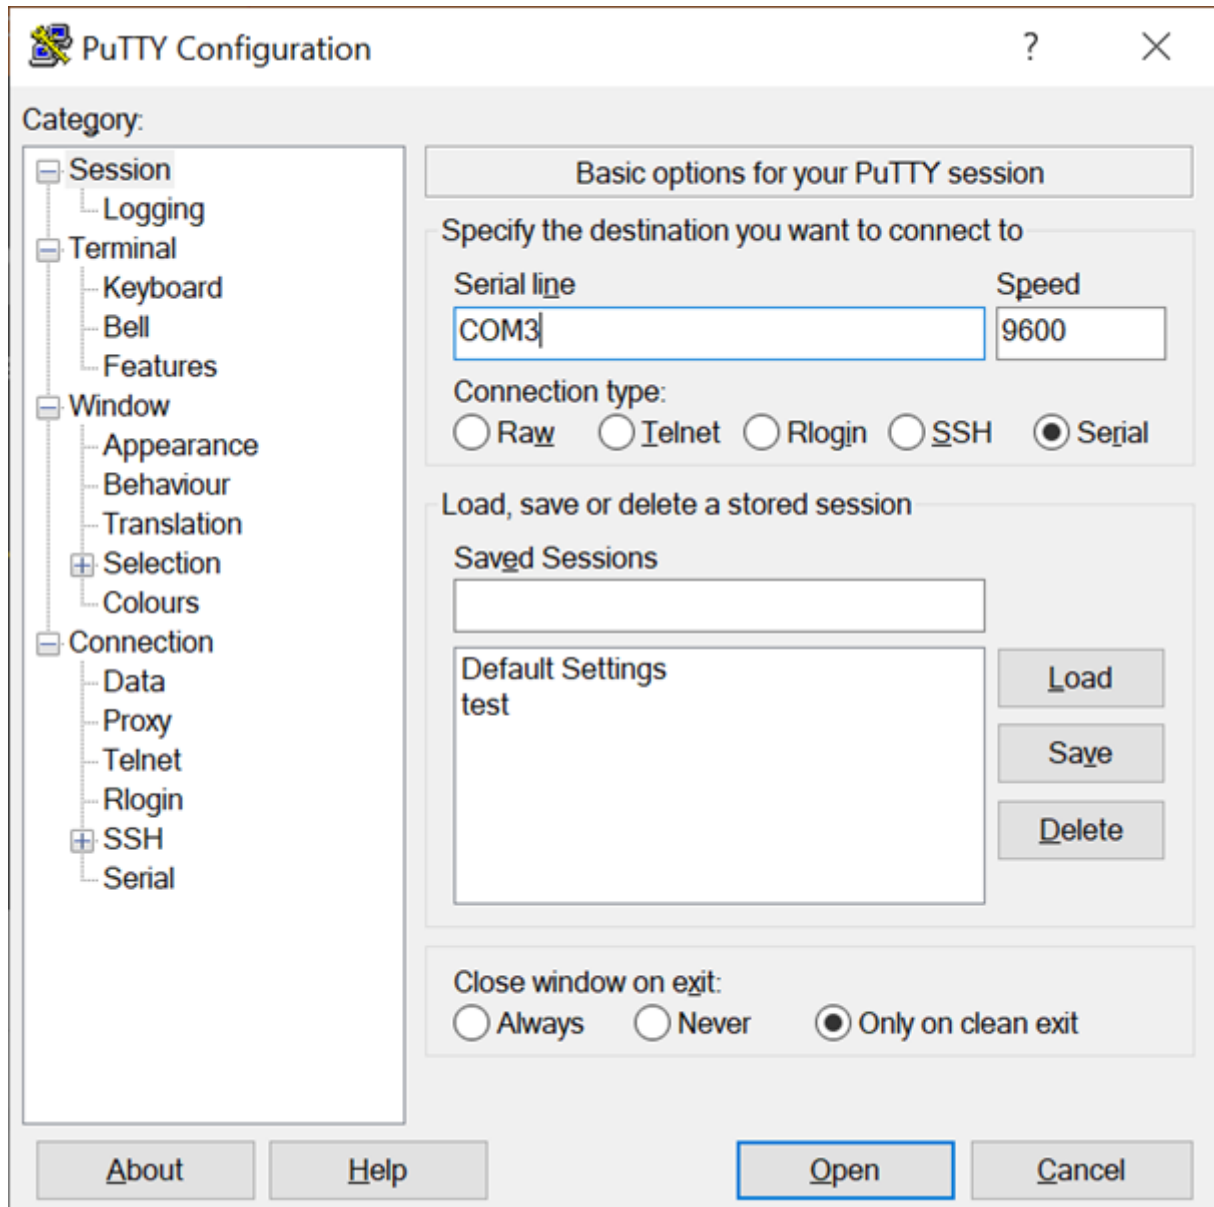 PuTTY Configuration
?
Category:
Session
Logging
Terminal
Keyboard
Bell
Features
Window
Appearance
Behaviour
Translation
Selection
Colours
Connection
Data
Proxy
Telnet
Rlogin
SSH
Serial
Basic options for your PuTTY session
Specify the destination you want to connect to
Serial line Speed
COM3 9600
Connection type:
Raw Telnet Rlogin SSH Serial
Load, save or delete a stored session
Saved Sessions
Default Settings
test
Load
Save
Delete
Close window on exit:
Always Never Only on clean exit
About Help Open Cancel